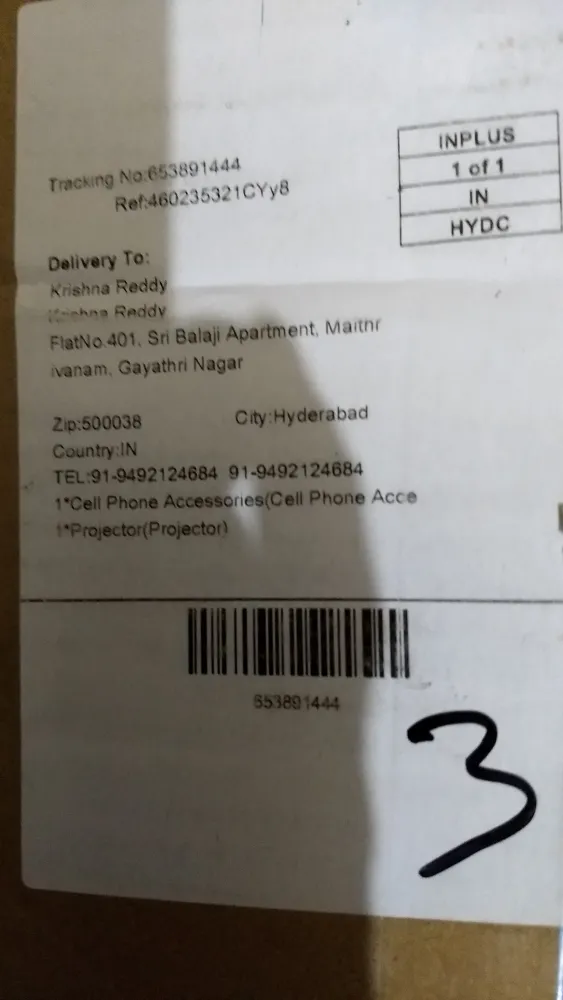 INPLUS
1 of 1
IN
HYDC
Tracking No:653891444
Ref:460235321CYy8
Delivery To:
Krishna Reddy
Krishna Reddy
FlatNo.401, Sri Balaji Apartment, Maithr
ivanam, Gayathri Nagar
Zip:500038 City:Hyderabad
Country:IN
TEL:91-9492124684 91-9492124684
1*Cell Phone Accessories(Cell Phone Acce
1*Projector(Projector)
653891444
3